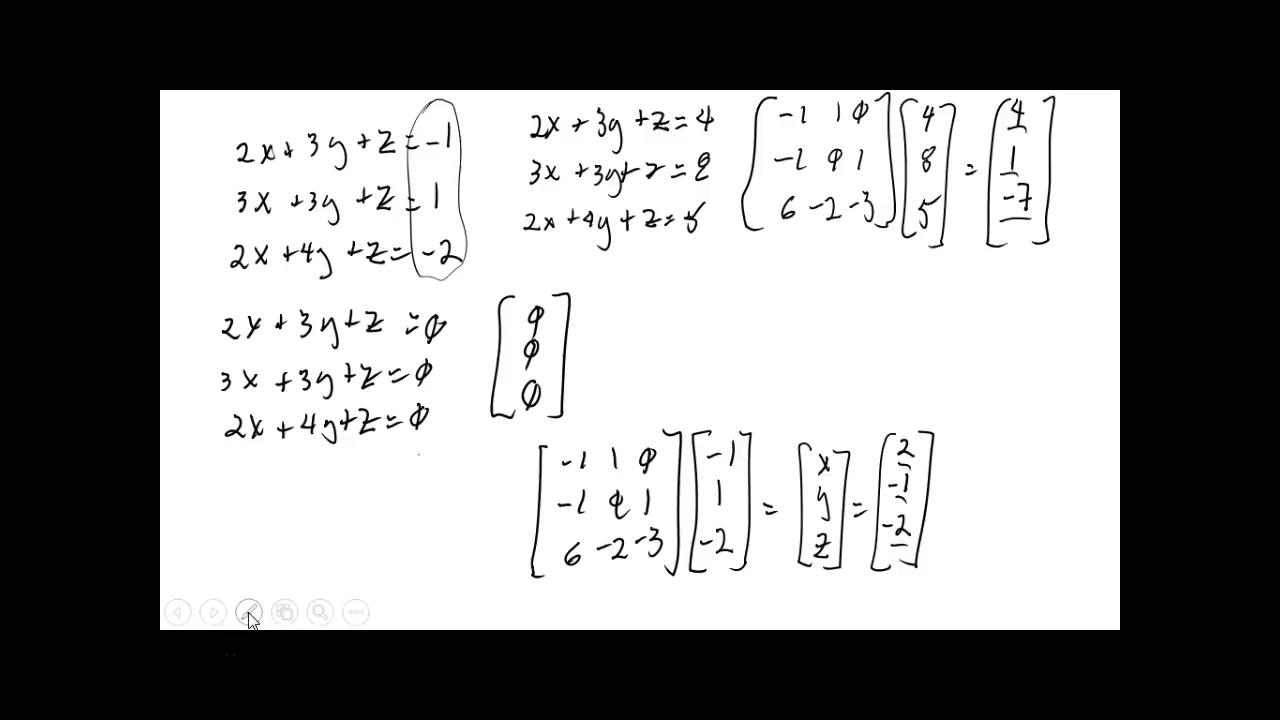 2x + 3y + z = -1
3x + 3y + z = 1
2x + 4y + z = -2
2x + 3y + z = 4
3x + 3y + z = 8
2x + 4y + z = 5
[-1 1 0] [4] [4]
[-1 0 1] [8] = [1]
[6 -2 -3] [5] [-7]
2x + 3y + z = 0 [0]
3x + 3y + z = 0 [0]
2x + 4y + z = 0 [0]
[-1 1 0] [-1] [x] [2]
[-1 0 1] [1] = [y] = [-1]
[6 -2 -3] [-2] [z] [-2]